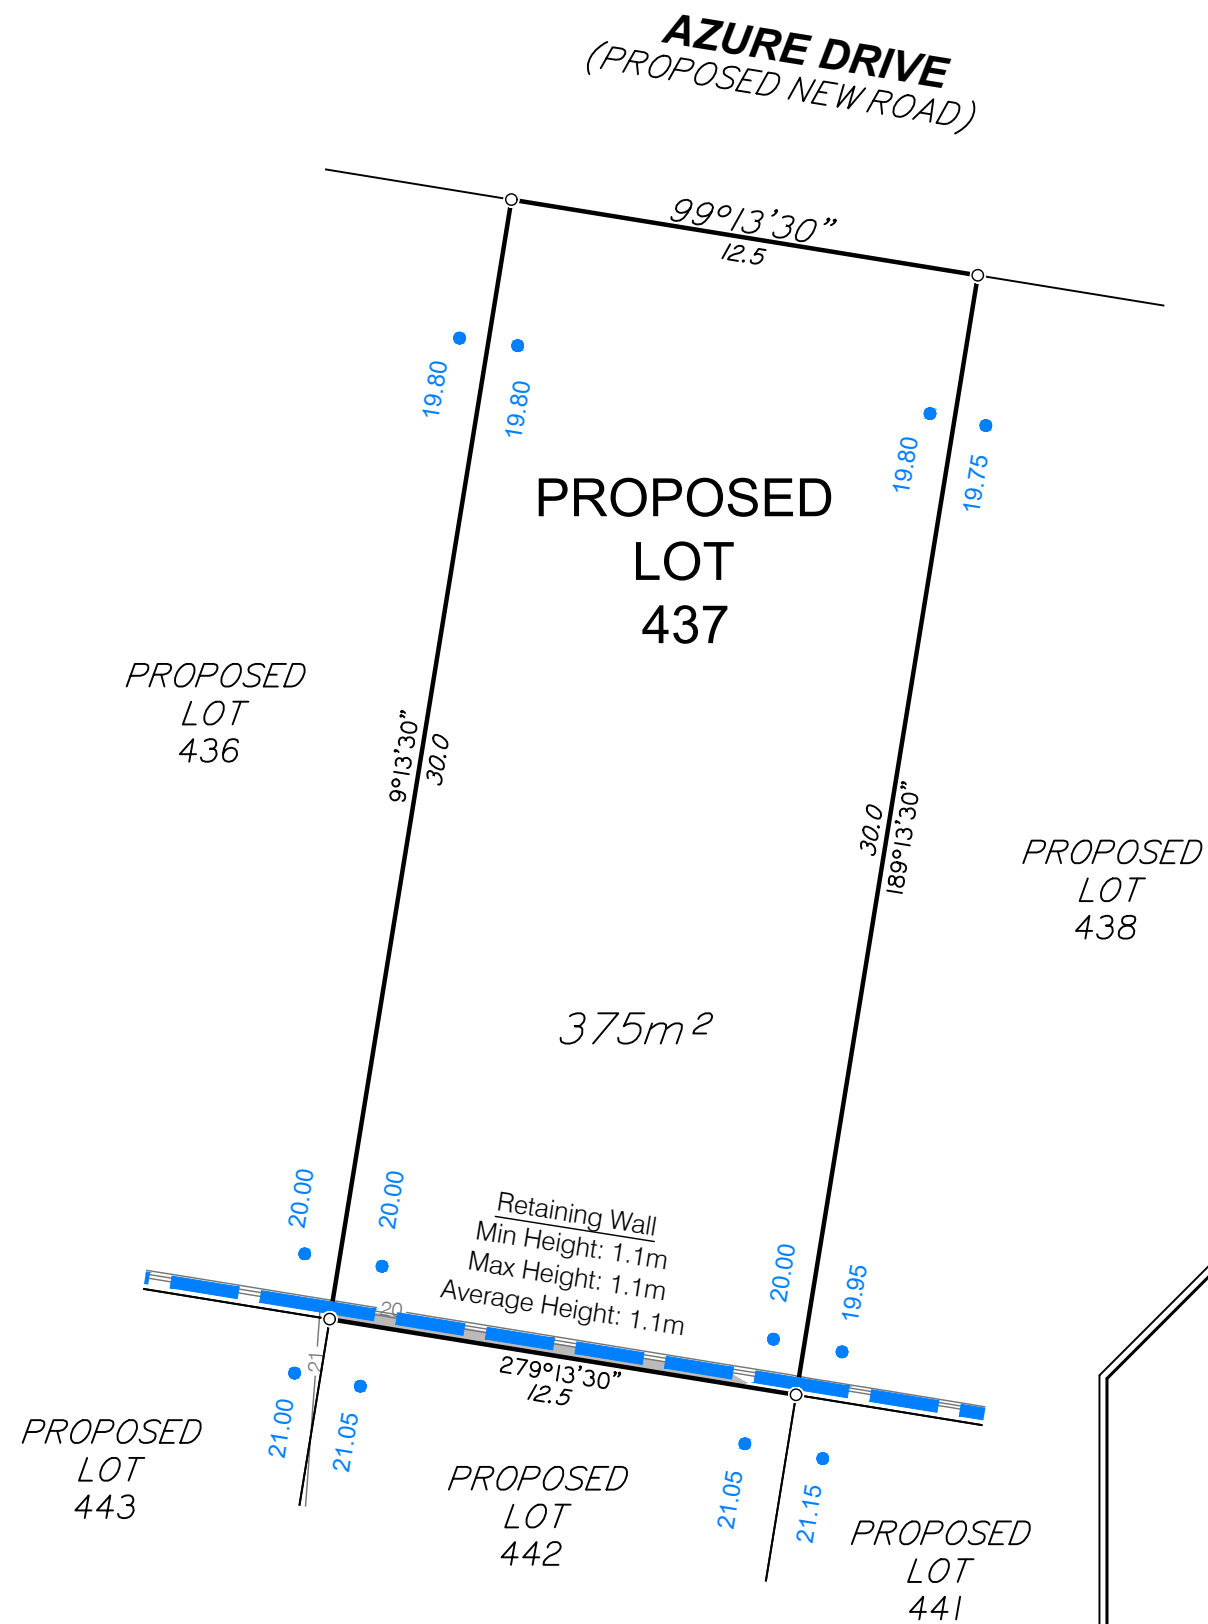 AZURE DRIVE
(PROPOSED NEW ROAD)
99°13'30"
12.5
19.80
19.80
19.80
19.75
PROPOSED
LOT
437
PROPOSED
LOT
436
9°13'30"
30.0
30.0
189°13'30"
PROPOSED
LOT
438
375m²
20.00
20.00
Retaining Wall
Min Height: 1.1m
Max Height: 1.1m
Average Height: 1.1m
20.00
19.95
20
21
279°13'30"
12.5
21.00
21.05
21.05
21.15
PROPOSED
LOT
443
PROPOSED
LOT
442
PROPOSED
LOT
441